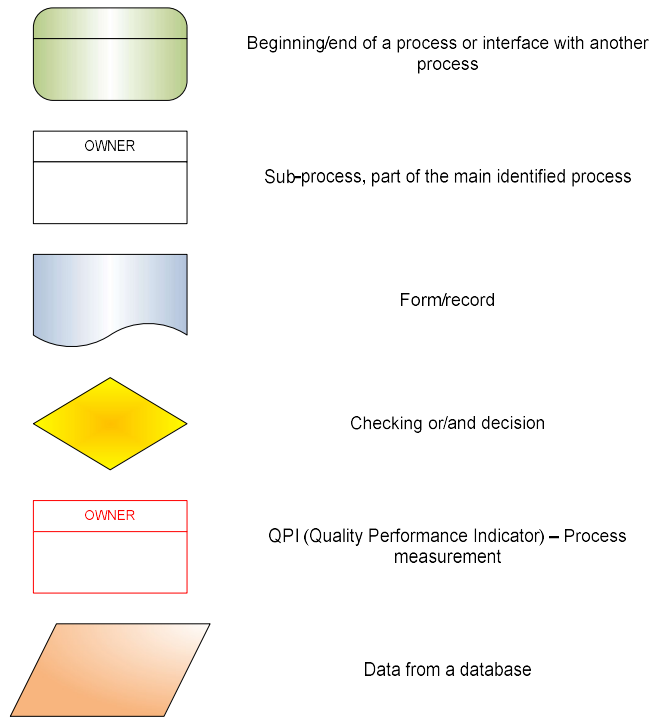 Beginning/end of a process or interface with another
process
OWNER
Sub-process, part of the main identified process
Form/record
Checking or/and decision
OWNER
QPI (Quality Performance Indicator) – Process
measurement
Data from a database